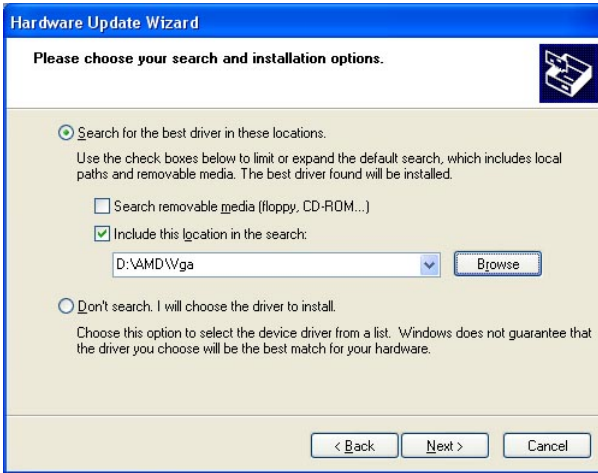 Hardware Update Wizard
Please choose your search and installation options.
Search for the best driver in these locations.
Use the check boxes below to limit or expand the default search, which includes local
paths and removable media. The best driver found will be installed.
Search removable media (floppy, CD-ROM...)
Include this location in the search:
D:\AMD\Vga
Browse
Don't search. I will choose the driver to install.
Choose this option to select the device driver from a list. Windows does not guarantee that
the driver you choose will be the best match for your hardware.
< Back
Next >
Cancel